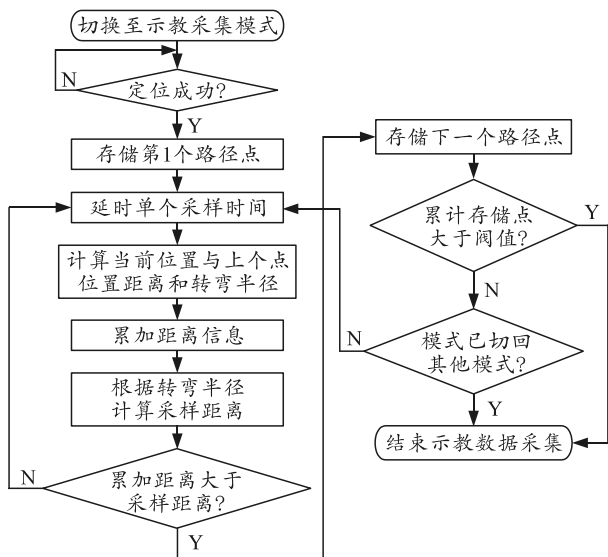 切换至示教采集模式
N
定位成功?
Y
存储第1个路径点
延时单个采样时间
计算当前位置与上个点
位置距离和转弯半径
累加距离信息
根据转弯半径
计算采样距离
N
累加距离大于
采样距离?
Y
存储下一个路径点
累计存储点
大于阀值?
Y
N
N
模式已切回
其他模式?
Y
结束示教数据采集